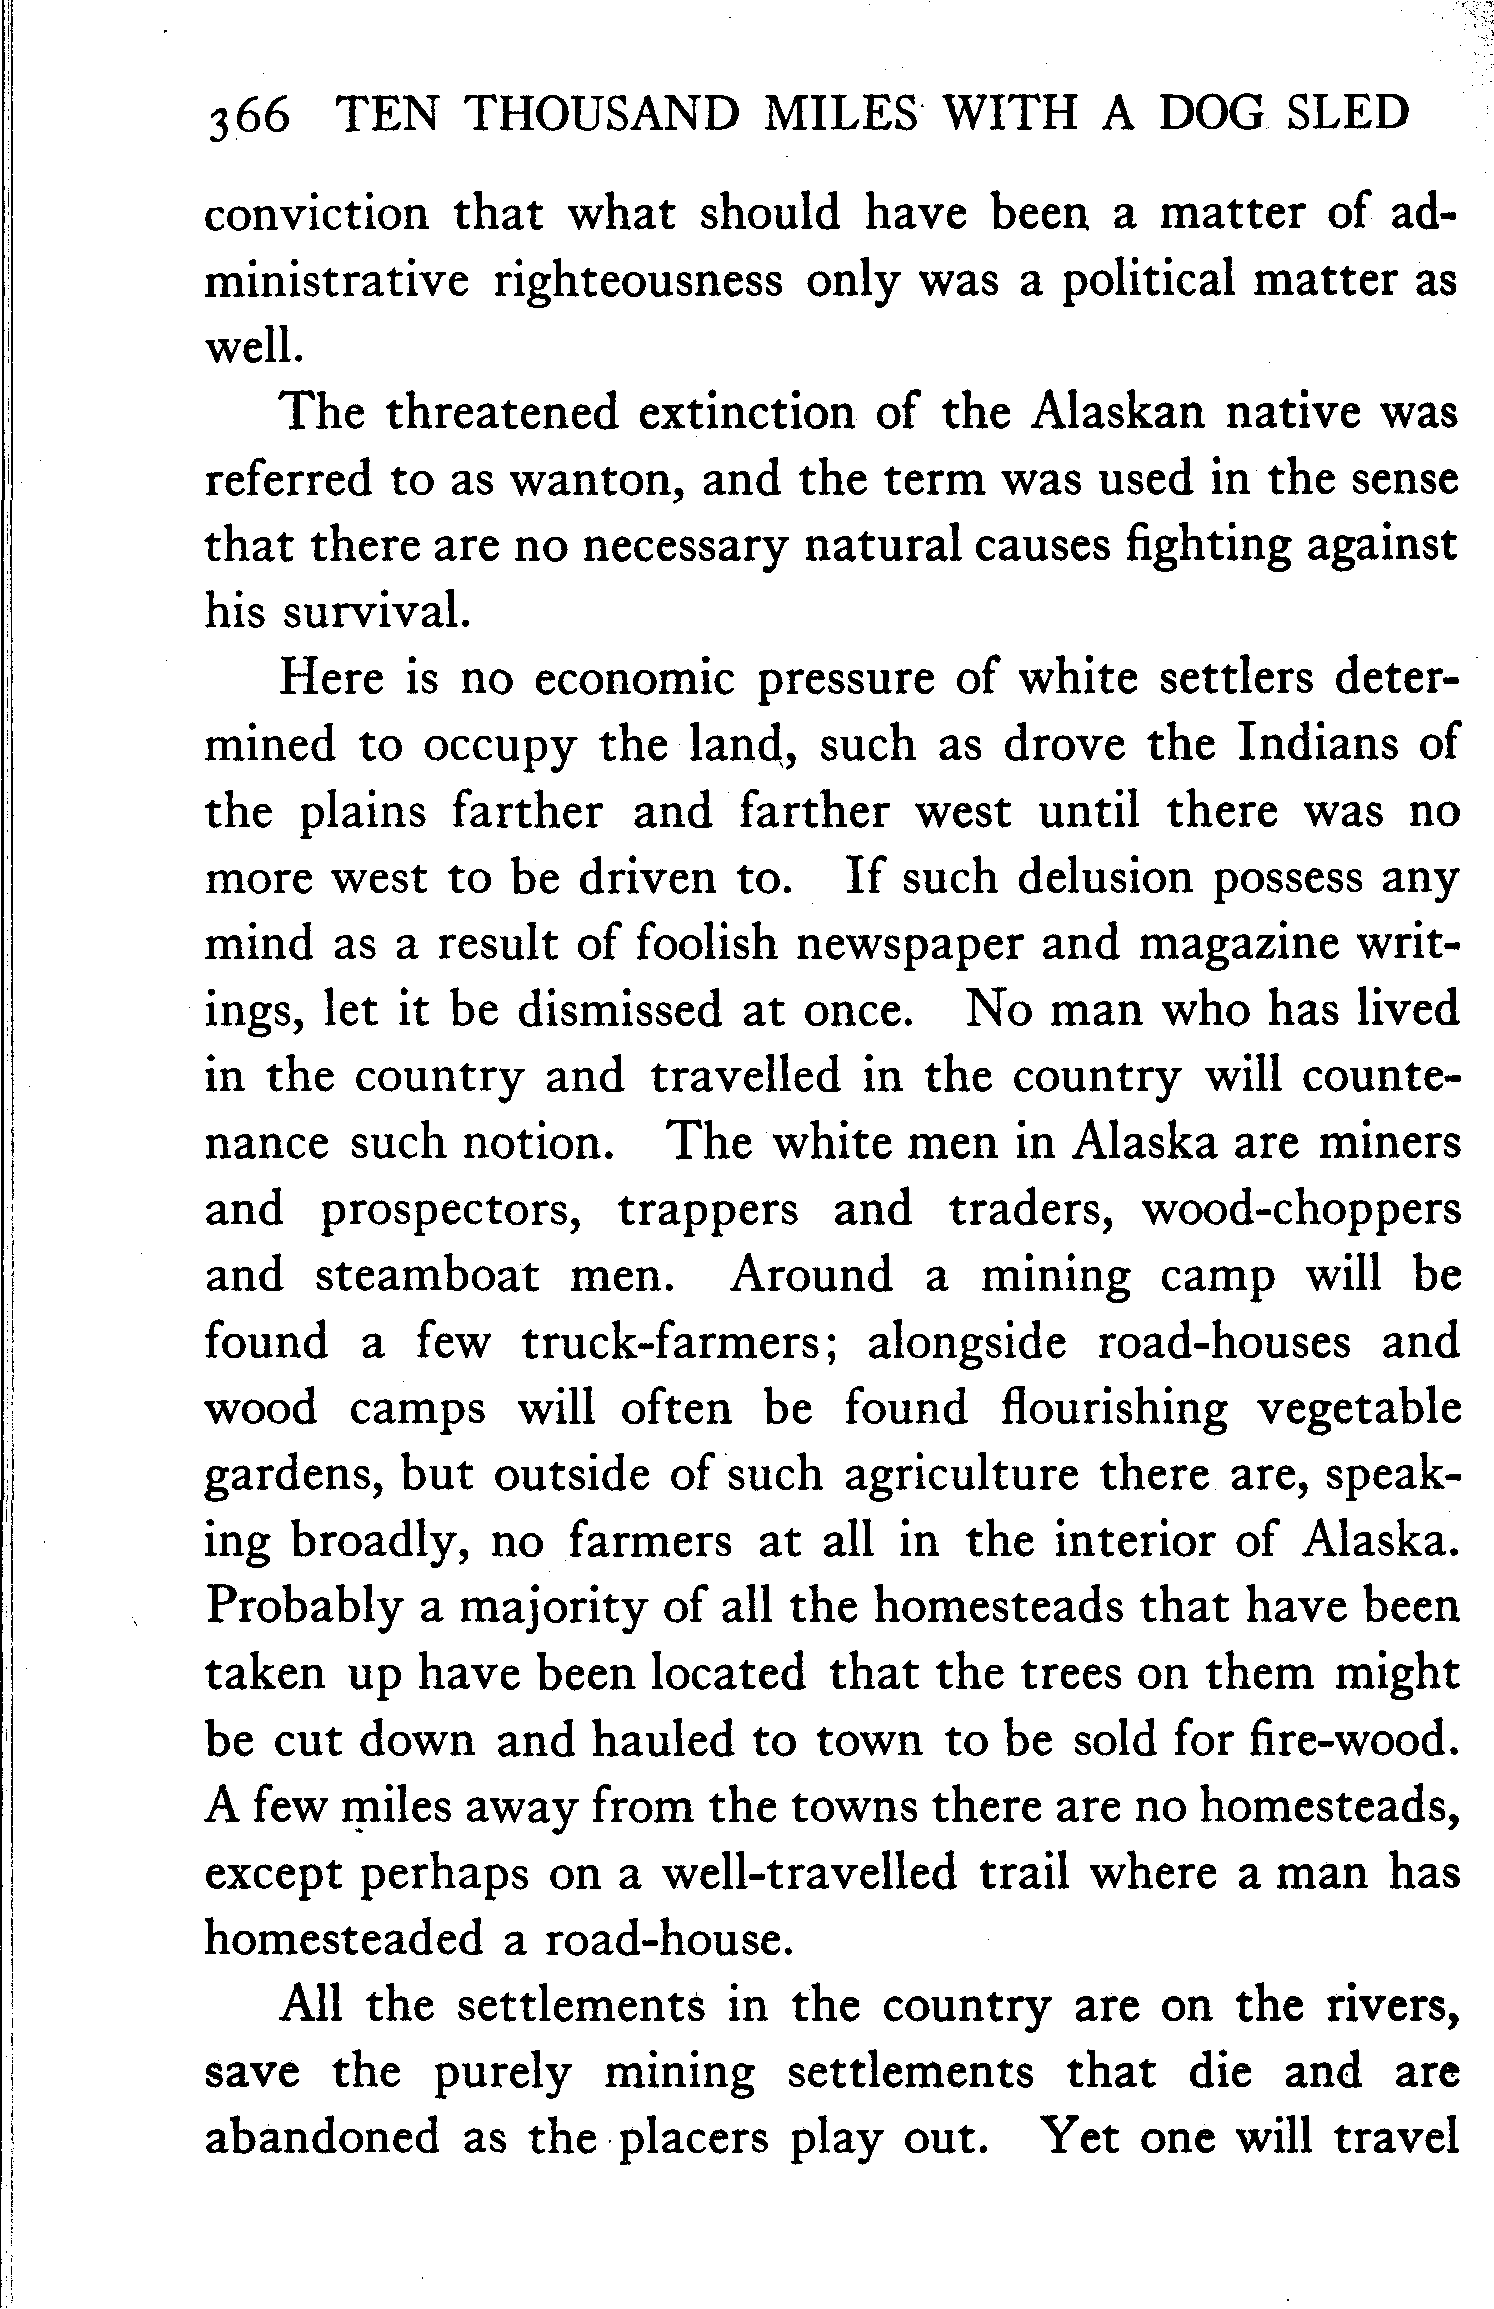 366 TEN THOUSAND MILES WITH A DOG SLED
conviction that what should have been a matter of ad-
ministrative righteousness only was a political matter as
well.
The threatened extinction of the Alaskan native was
referred to as wanton, and the term was used in the sense
that there are no necessary natural causes fighting against
his survival.
Here is no economic pressure of white settlers deter-
mined to occupy the land, such as drove the Indians of
the plains farther and farther west until there was no
more west to be driven to. If such delusion possess any
mind as a result of foolish newspaper and magazine writ-
ings, let it be dismissed at once. No man who has lived
in the country and travelled in the country will counte-
nance such notion. The white men in Alaska are miners
and prospectors, trappers and traders, wood-choppers
and steamboat men. Around a mining camp will be
found a few truck-farmers; alongside road-houses and
wood camps will often be found flourishing vegetable
gardens, but outside of such agriculture there are, speak-
ing broadly, no farmers at all in the interior of Alaska.
Probably a majority of all the homesteads that have been
taken up have been located that the trees on them might
be cut down and hauled to town to be sold for fire-wood.
A few miles away from the towns there are no homesteads,
except perhaps on a well-travelled trail where a man has
homesteaded a road-house.
All the settlements in the country are on the rivers,
save the purely mining settlements that die and are
abandoned as the placers play out. Yet one will travel